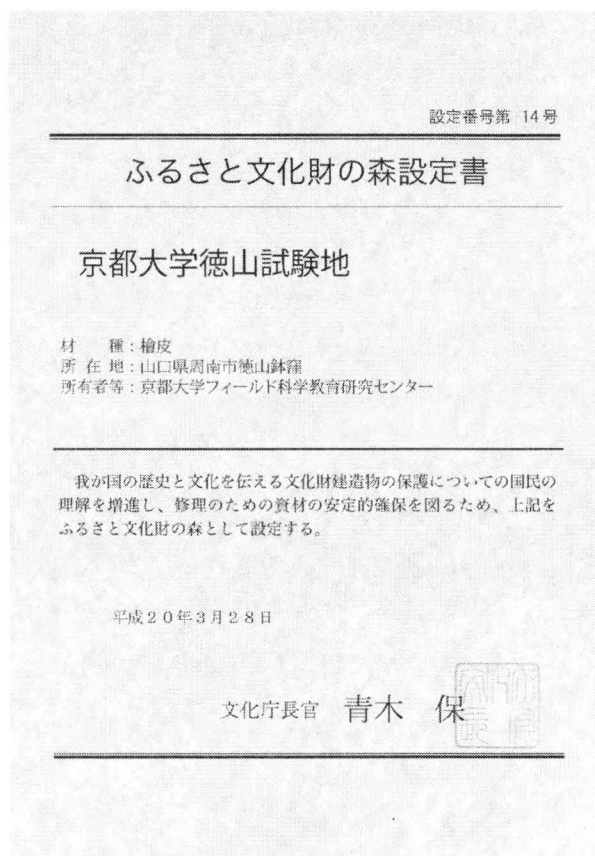 設定番号第 14号
ふるさと文化財の森設定書
京都大学徳山試験地
材 種：檜皮
所 在 地：山口県周南市徳山鉢窪
所有者等：京都大学フィールド科学教育研究センター
我が国の歴史と文化を伝える文化財建造物の保護についての国民の
理解を増進し、修理のための資材の安定的確保を図るため、上記を
ふるさと文化財の森として設定する。
平成２０年３月２８日
文化庁長官 青木 保